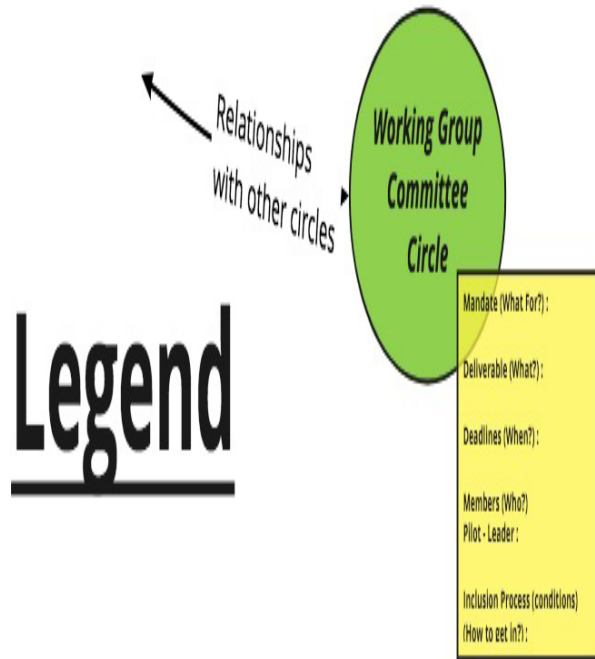 Relationships
with other circles
Working Group
Committee
Circle
Legend
Mandate (What For?) :
Deliverable (What?) :
Deadlines (When?) :
Members (Who?)
Pilot - Leader :
Inclusion Process (conditions)
(How to get in?) :